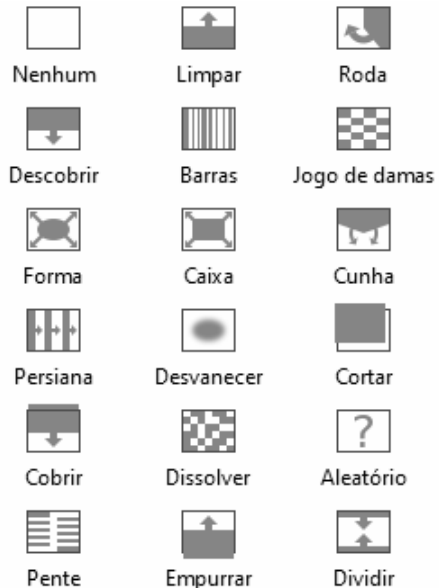 Nenhum Limpar Roda
Descobrir Barras Jogo de damas
Forma Caixa Cunha
Persiana Desvanecer Cortar
?
Cobrir Dissolver Aleatório
Pente Empurrar Dividir